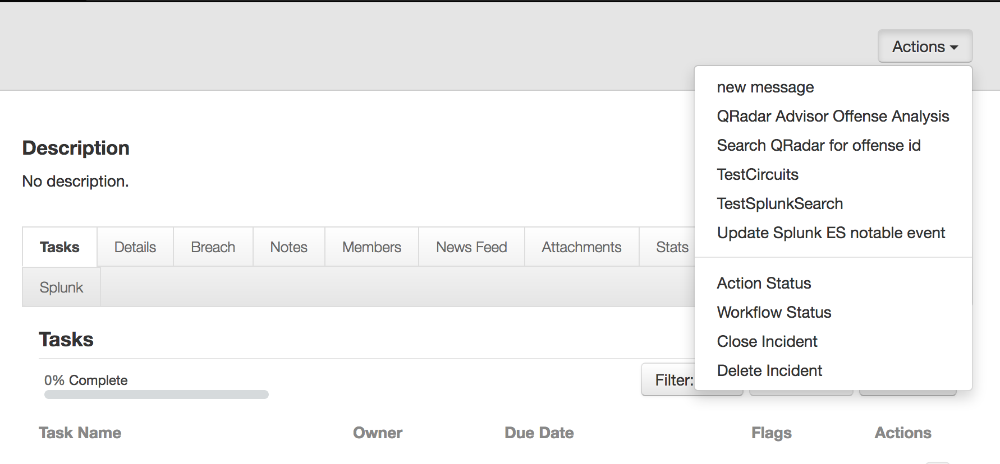 Actions
new message
QRadar Advisor Offense Analysis
Search QRadar for offense id
TestCircuits
TestSplunkSearch
Update Splunk ES notable event
Action Status
Workflow Status
Close Incident
Delete Incident
Description
No description.
Tasks Details Breach Notes Members News Feed Attachments Stats
Splunk
Tasks
0% Complete
Filter:
Task Name Owner Due Date Flags Actions